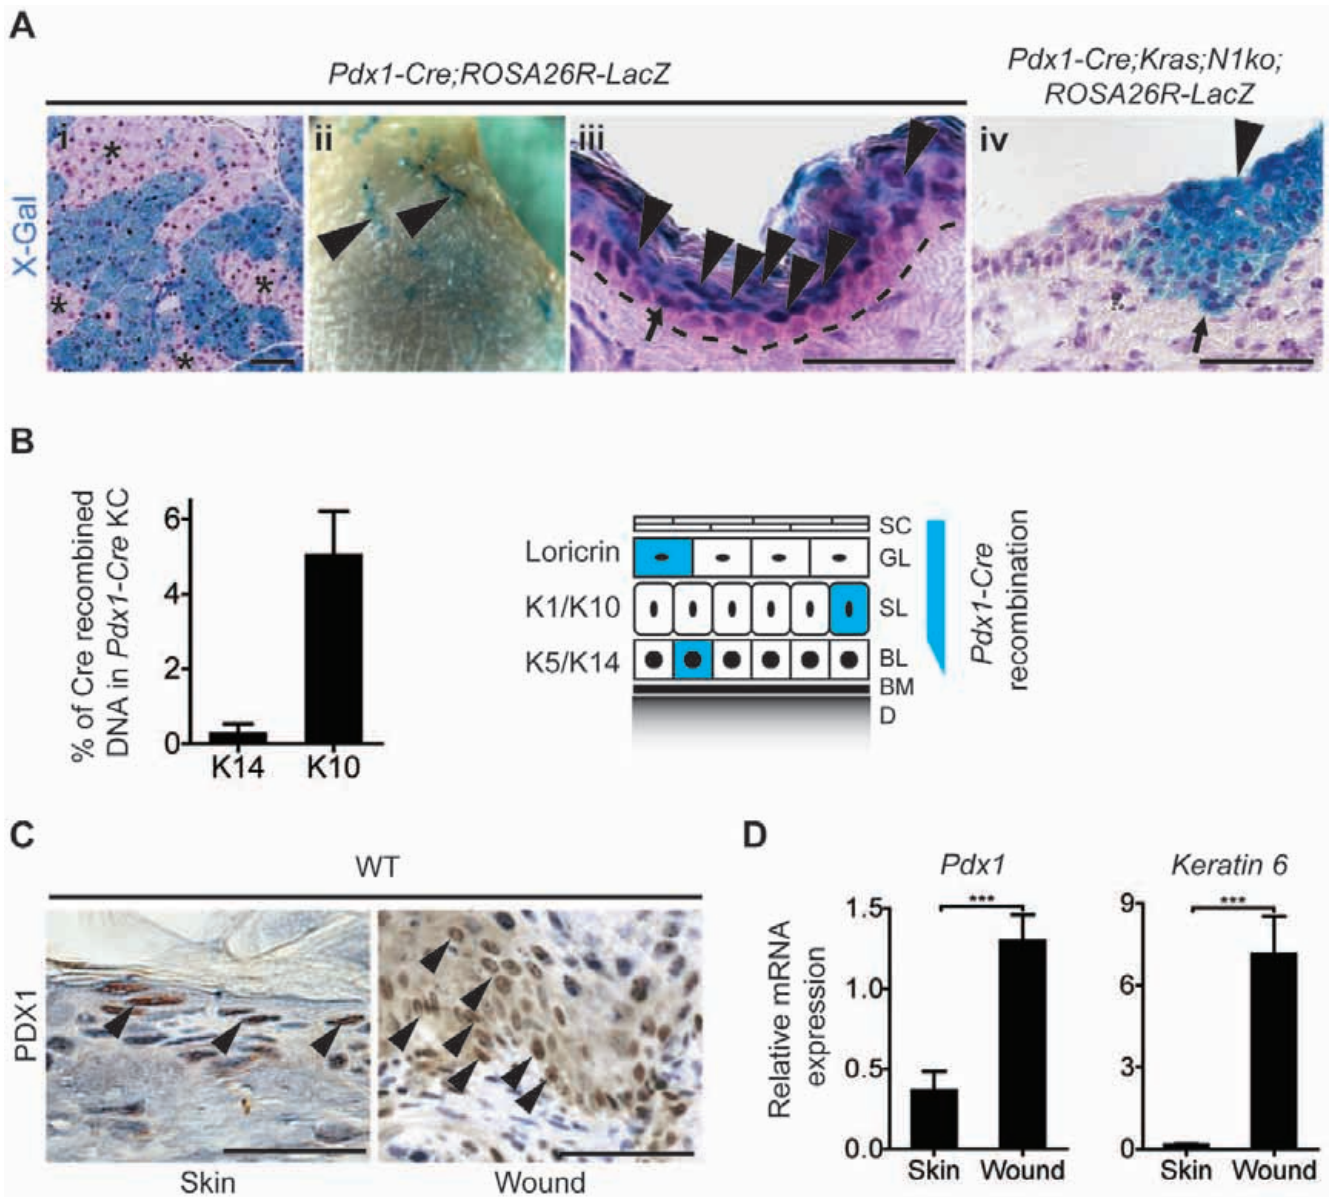 A
Pdx1-Cre;ROSA26R-LacZ
Pdx1-Cre;Kras;N1ko;
ROSA26R-LacZ
X-Gal
i
ii
iii
iv
*
*
*
*
B
% of Cre recombined
DNA in Pdx1-Cre KC
6
4
2
0
K14
K10
Loricrin
K1/K10
K5/K14
SC
GL
SL
BL
BM
D
Pdx1-Cre
recombination
C
WT
PDX1
Skin
Wound
D
Relative mRNA
expression
Pdx1
***
1.5
1.0
0.5
0.0
Skin
Wound
Keratin 6
***
9
6
3
0
Skin
Wound